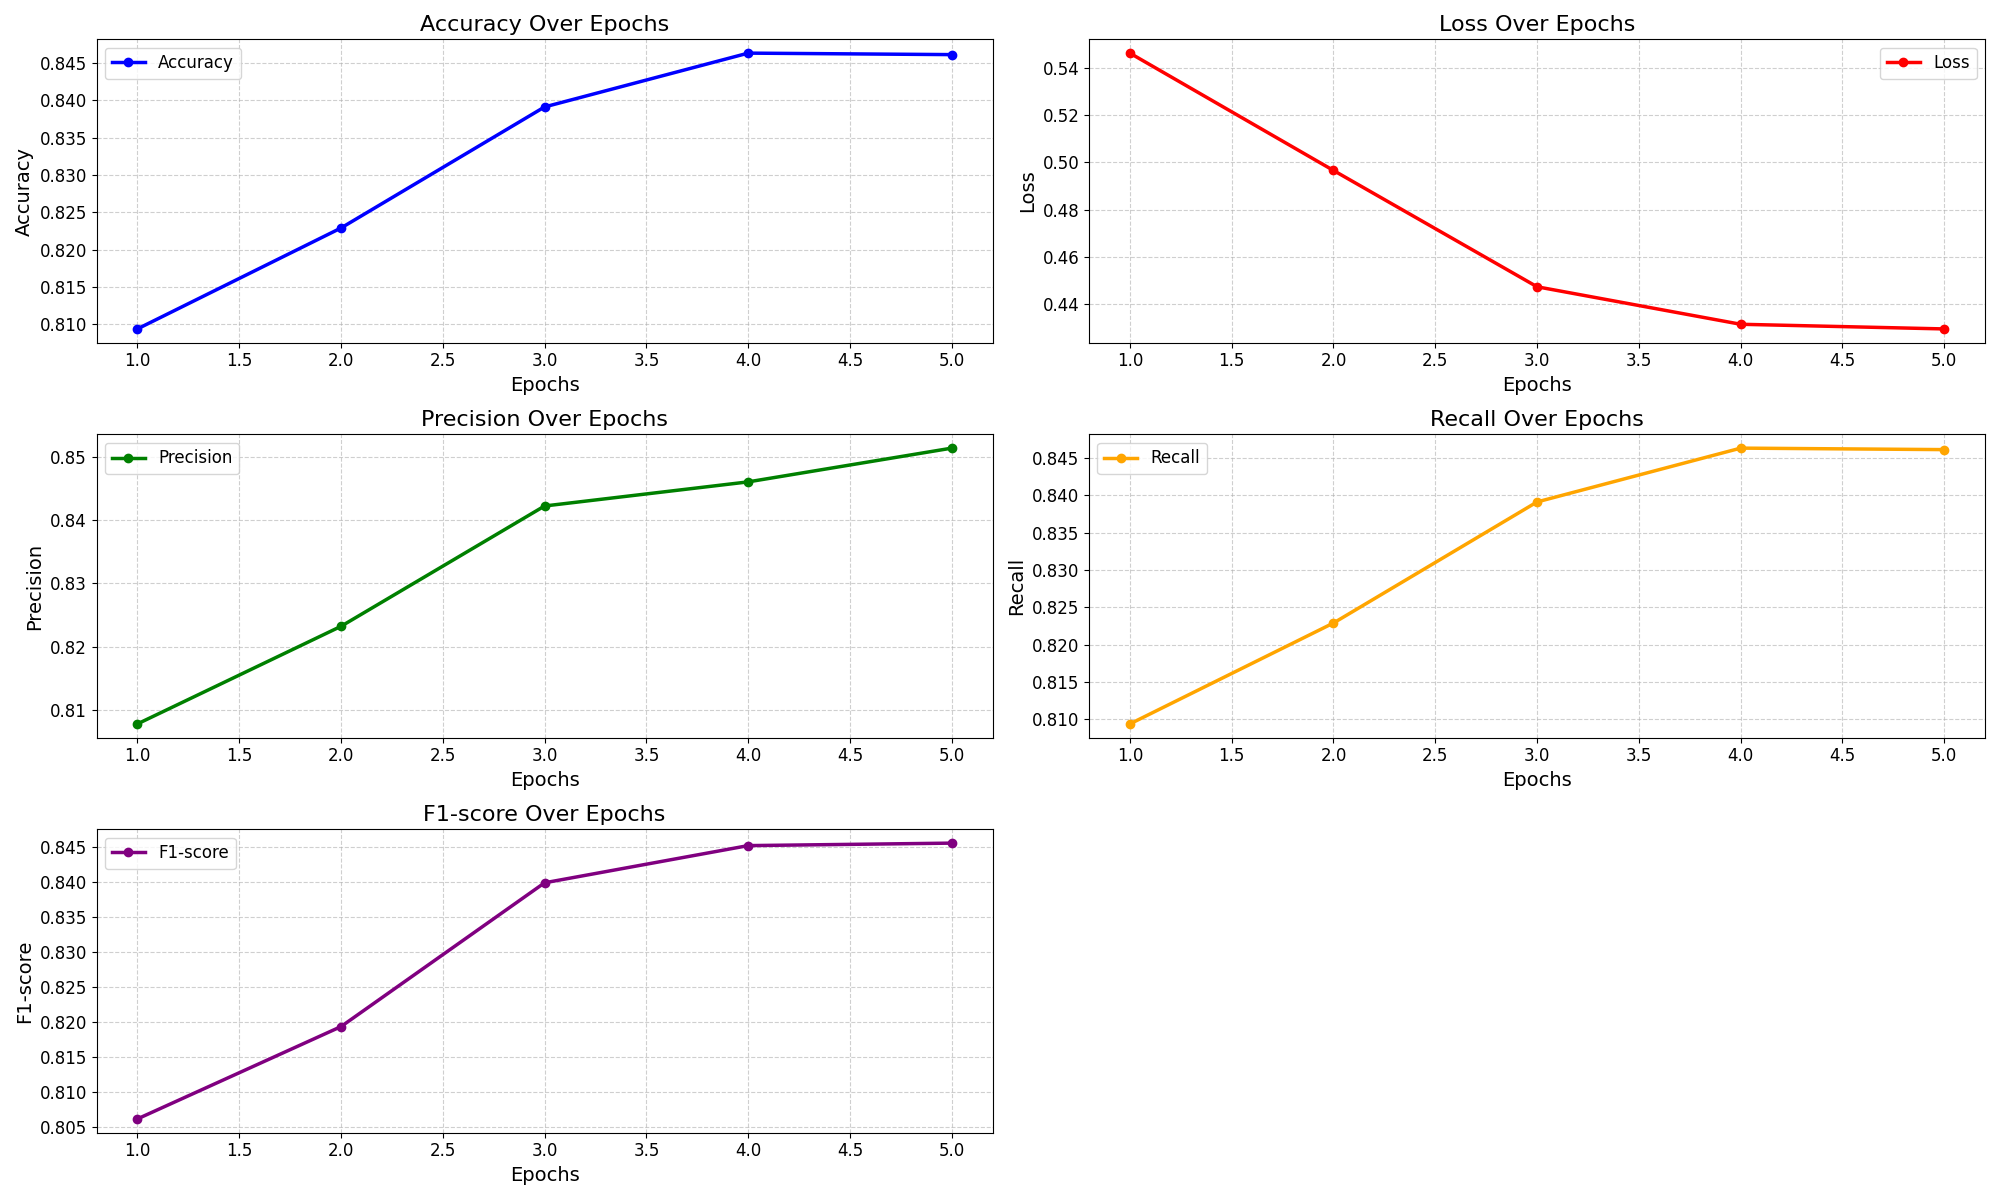 Accuracy Over Epochs
Accuracy
0.845
0.840
0.835
0.830
0.825
0.820
0.815
0.810
Accuracy
1.0 1.5 2.0 2.5 3.0 3.5 4.0 4.5 5.0
Epochs
Loss Over Epochs
Loss
0.54
0.52
0.50
0.48
0.46
0.44
Loss
1.0 1.5 2.0 2.5 3.0 3.5 4.0 4.5 5.0
Epochs
Precision Over Epochs
Precision
0.85
0.84
0.83
0.82
0.81
Precision
1.0 1.5 2.0 2.5 3.0 3.5 4.0 4.5 5.0
Epochs
Recall Over Epochs
Recall
0.845
0.840
0.835
0.830
0.825
0.820
0.815
0.810
Recall
1.0 1.5 2.0 2.5 3.0 3.5 4.0 4.5 5.0
Epochs
F1-score Over Epochs
F1-score
0.845
0.840
0.835
0.830
0.825
0.820
0.815
0.810
0.805
F1-score
1.0 1.5 2.0 2.5 3.0 3.5 4.0 4.5 5.0
Epochs